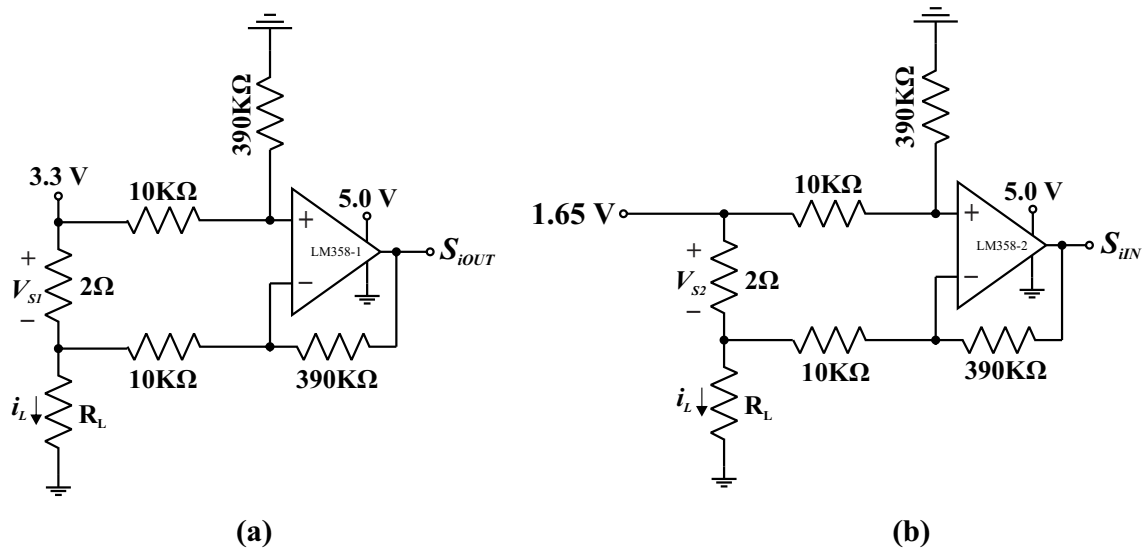 390KΩ
3.3 V
10KΩ
5.0 V
+
LM358-1
−
S_iOUT
+
V_S1
−
2Ω
10KΩ
390KΩ
i_L
R_L
(a)
390KΩ
1.65 V
10KΩ
5.0 V
+
LM358-2
−
S_iIN
+
V_S2
−
2Ω
10KΩ
390KΩ
i_L
R_L
(b)